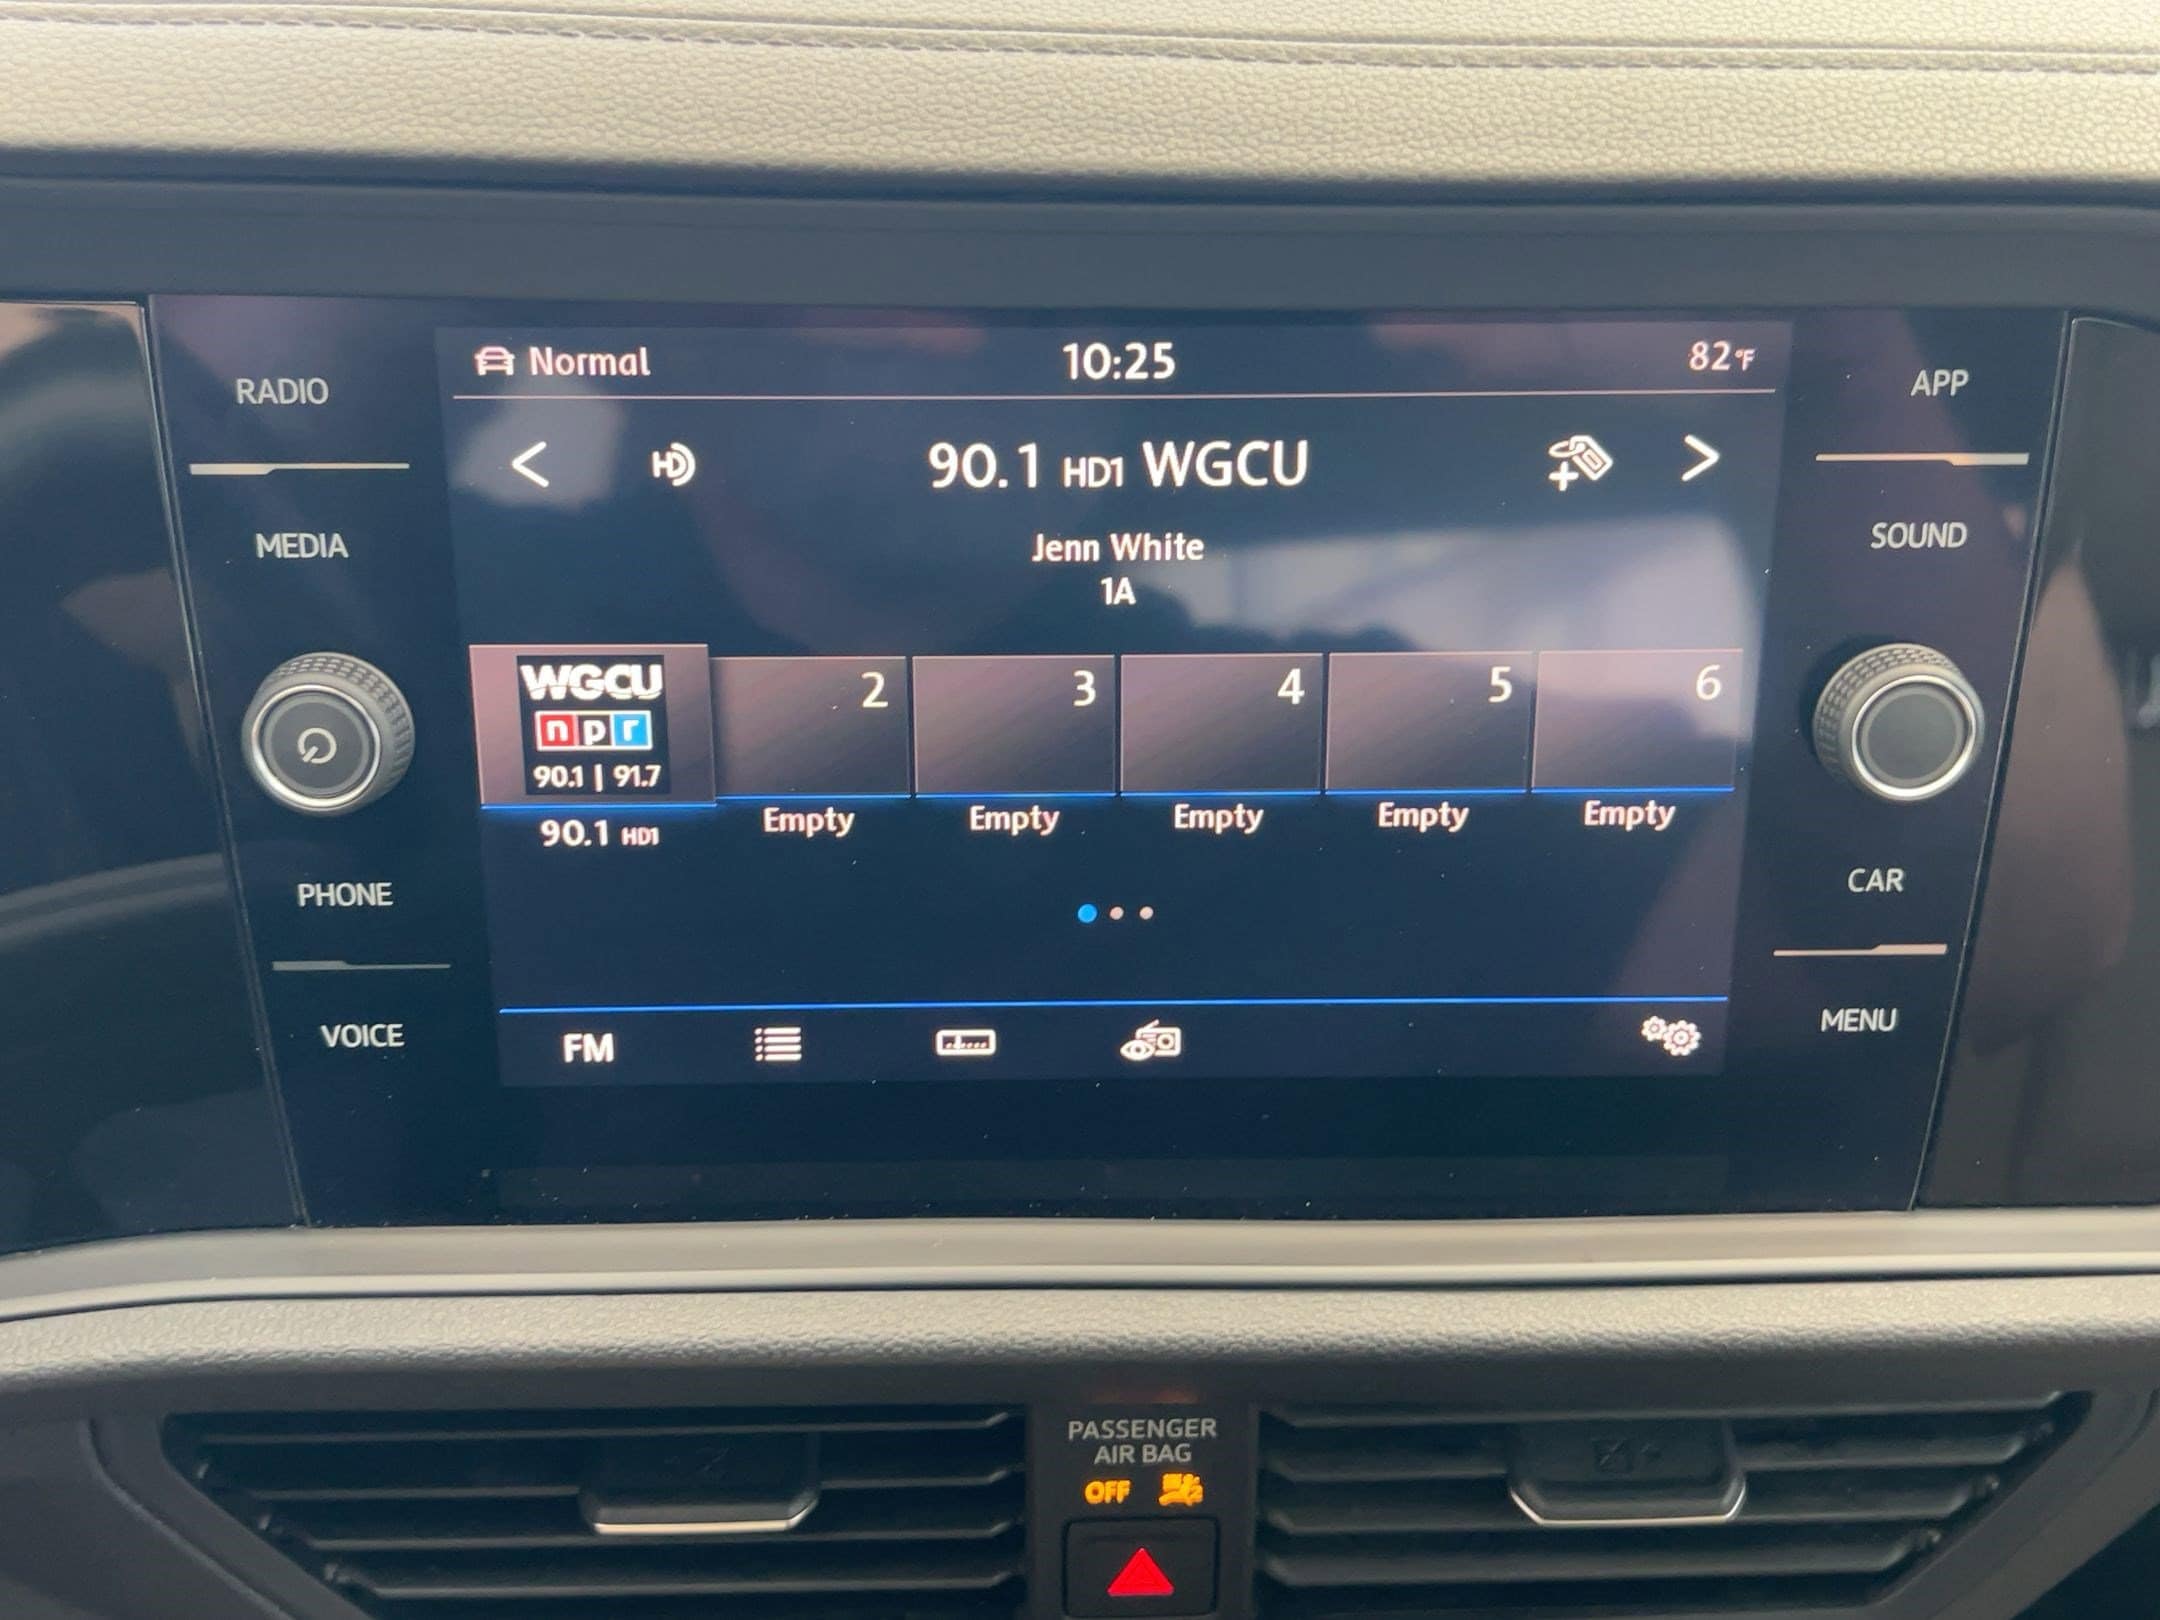 RADIO
MEDIA
PHONE
VOICE
Normal
10:25
82°F
90.1 HD1 WGCU
Jenn White
1A
WGCU
npr
90.1 | 91.7
2
3
4
5
6
90.1 HD1
Empty
Empty
Empty
Empty
Empty
FM
APP
SOUND
CAR
MENU
PASSENGER
AIR BAG
OFF